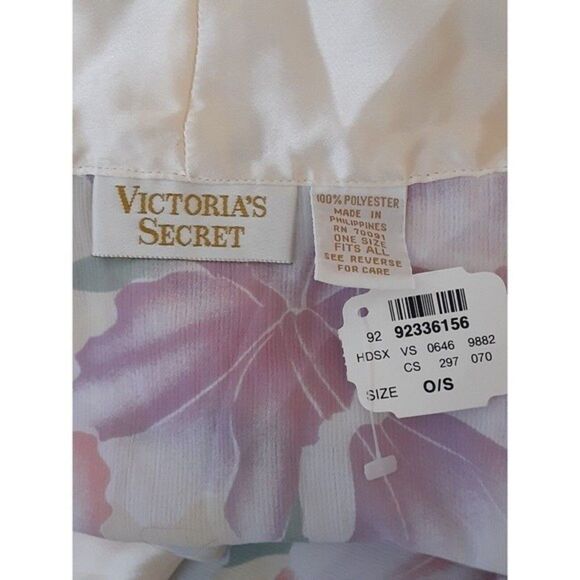 VICTORIA'S
SECRET
100% POLYESTER
MADE IN
PHILIPPINES
RN 70091
ONE SIZE
FITS ALL
SEE REVERSE
FOR CARE
92 92336156
HDSX VS 0646 9882
CS 297 070
SIZE O/S